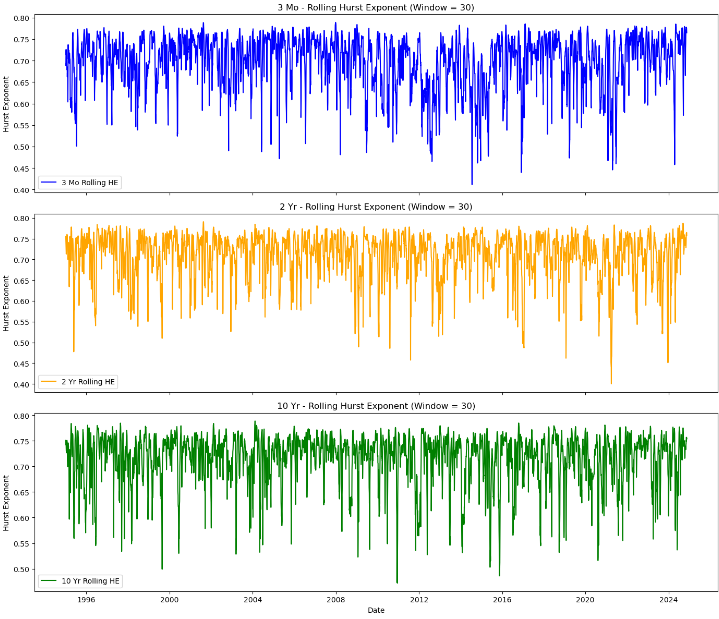 3 Mo - Rolling Hurst Exponent (Window = 30)
0.80
0.75
0.70
0.65
0.60
0.55
0.50
0.45
0.40
Hurst Exponent
3 Mo Rolling HE
2 Yr - Rolling Hurst Exponent (Window = 30)
0.80
0.75
0.70
0.65
0.60
0.55
0.50
0.45
0.40
Hurst Exponent
2 Yr Rolling HE
10 Yr - Rolling Hurst Exponent (Window = 30)
0.80
0.75
0.70
0.65
0.60
0.55
0.50
Hurst Exponent
10 Yr Rolling HE
1996 2000 2004 2008 2012 2016 2020 2024
Date